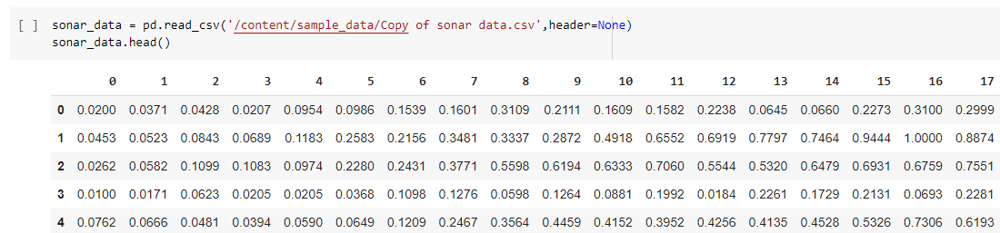 [ ] sonar_data = pd.read_csv('/content/sample_data/Copy of sonar data.csv',header=None)
sonar_data.head()
0 1 2 3 4 5 6 7 8 9 10 11 12 13 14 15 16 17
0 0.0200 0.0371 0.0428 0.0207 0.0954 0.0986 0.1539 0.1601 0.3109 0.2111 0.1609 0.1582 0.2238 0.0645 0.0660 0.2273 0.3100 0.2999
1 0.0453 0.0523 0.0843 0.0689 0.1183 0.2583 0.2156 0.3481 0.3337 0.2872 0.4918 0.6552 0.6919 0.7797 0.7464 0.9444 1.0000 0.8874
2 0.0262 0.0582 0.1099 0.1083 0.0974 0.2280 0.2431 0.3771 0.5598 0.6194 0.6333 0.7060 0.5544 0.5320 0.6479 0.6931 0.6759 0.7551
3 0.0100 0.0171 0.0623 0.0205 0.0205 0.0368 0.1098 0.1276 0.0598 0.1264 0.0881 0.1992 0.0184 0.2261 0.1729 0.2131 0.0693 0.2281
4 0.0762 0.0666 0.0481 0.0394 0.0590 0.0649 0.1209 0.2467 0.3564 0.4459 0.4152 0.3952 0.4256 0.4135 0.4528 0.5326 0.7306 0.6193